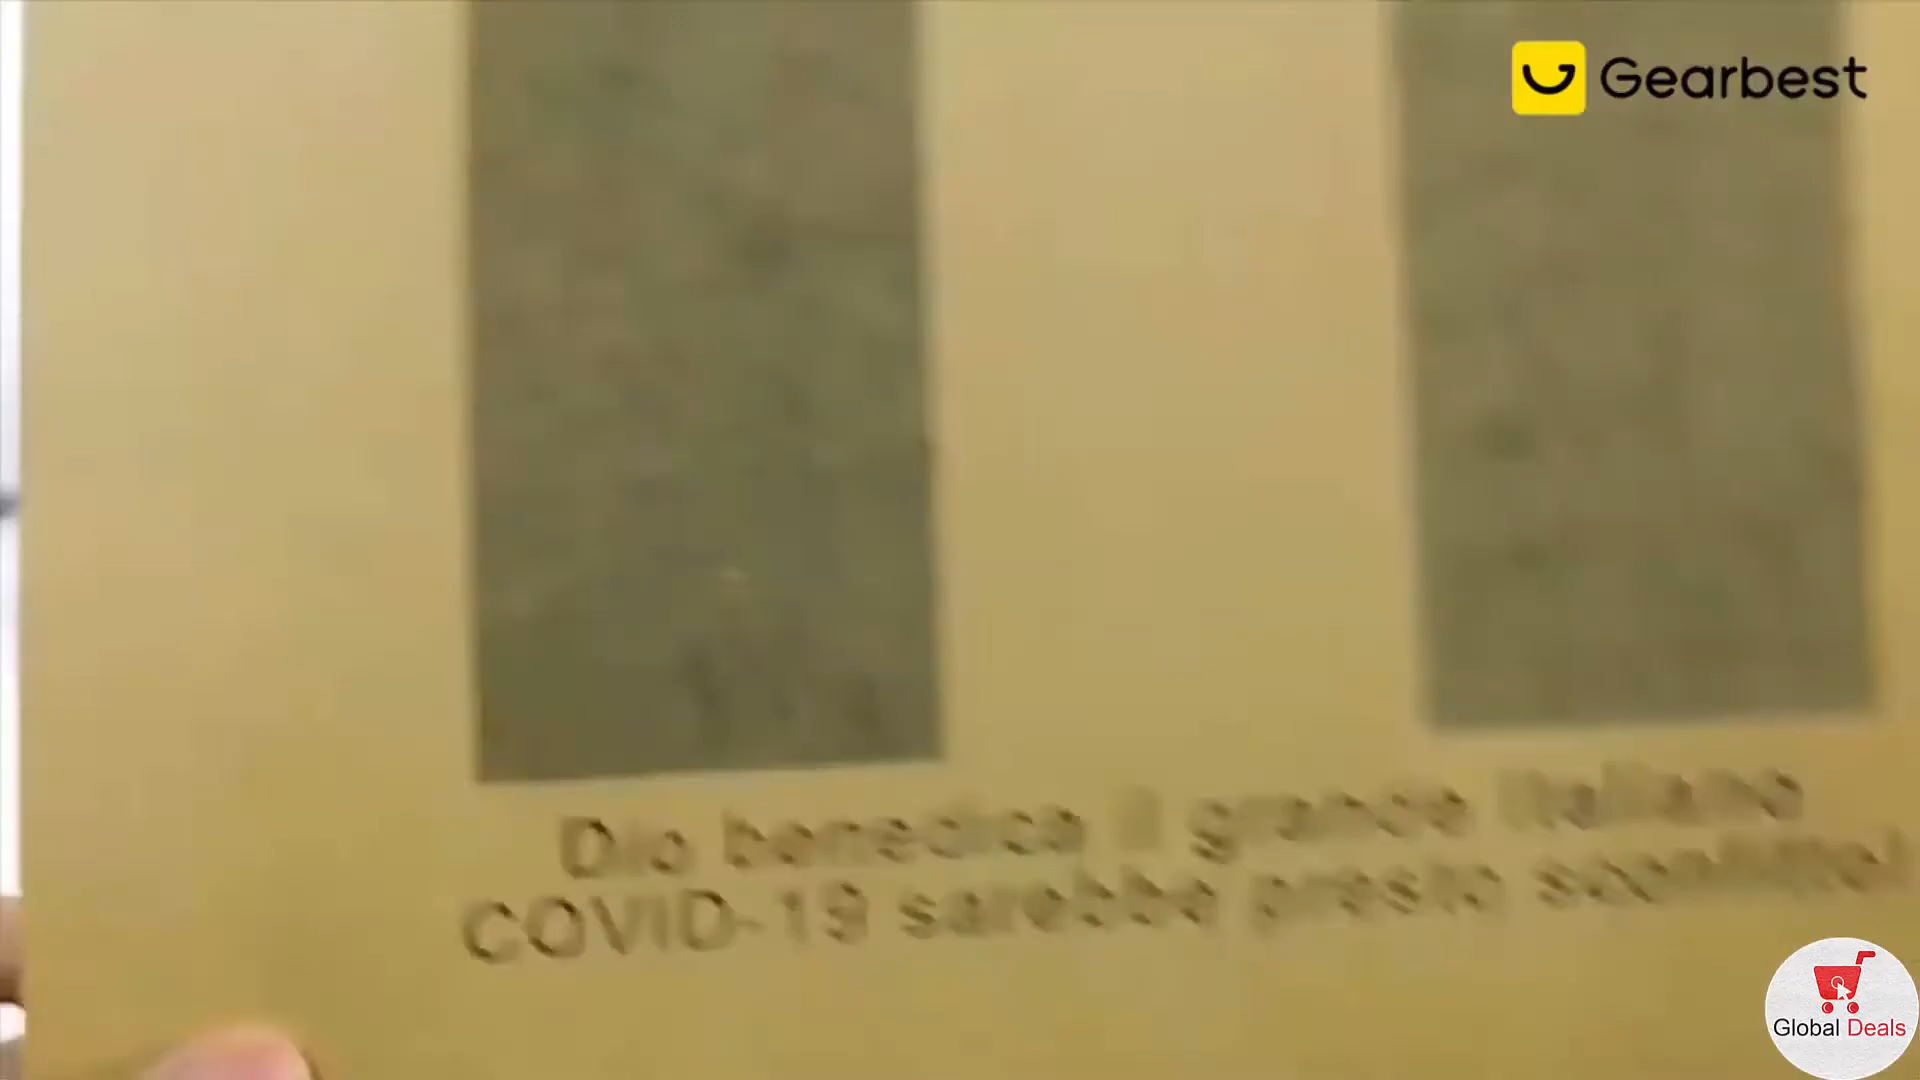 Gearbest
Dio benedica il grande italiano
COVID-19 sarebbe presto sconfitto!
Global Deals